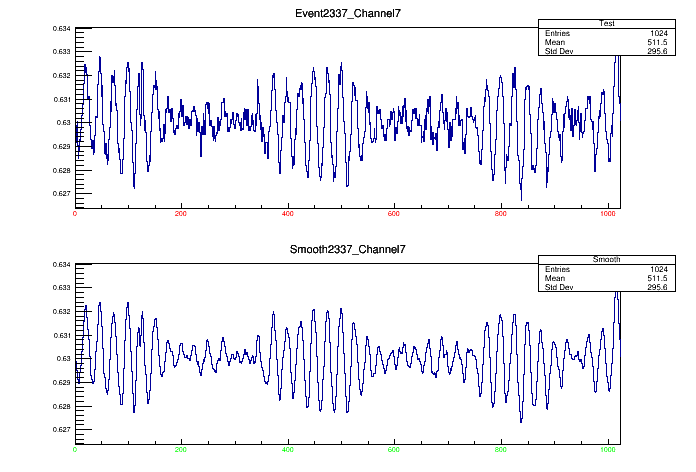 Event2337_Channel7
Test
Entries 1024
Mean 511.5
Std Dev 295.6
0.634
0.633
0.632
0.631
0.63
0.629
0.628
0.627
0 200 400 600 800 1000
Smooth2337_Channel7
Smooth
Entries 1024
Mean 511.5
Std Dev 295.6
0.634
0.633
0.632
0.631
0.63
0.629
0.628
0.627
0 200 400 600 800 1000